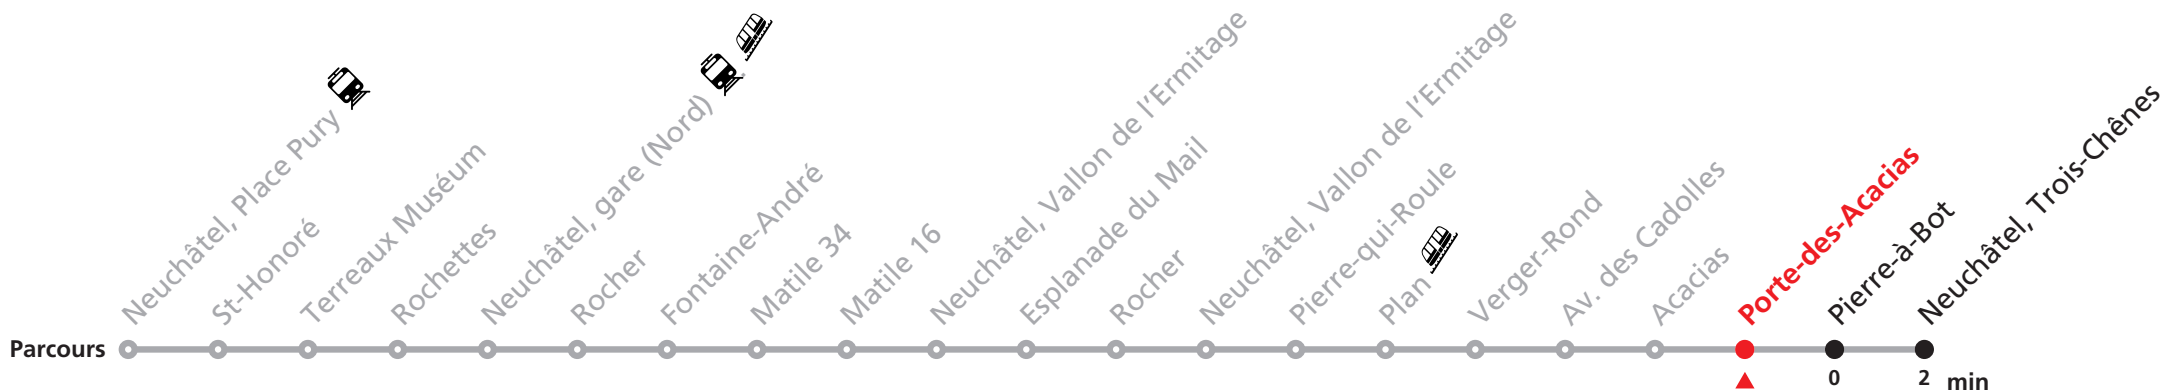 Neuchâtel, Place Pury
St-Honoré
Terreaux Muséum
Rochettes
Neuchâtel, gare (Nord)
Rocher
Fontaine-André
Matile 34
Matile 16
Neuchâtel, Vallon de l'Ermitage
Esplanade du Mail
Rocher
Neuchâtel, Vallon de l'Ermitage
Pierre-qui-Roule
Plan
Verger-Rond
Av. des Cadolles
Acacias
Porte-des-Acacias
Pierre-à-Bot
Neuchâtel, Trois-Chênes
Parcours
0 2 min